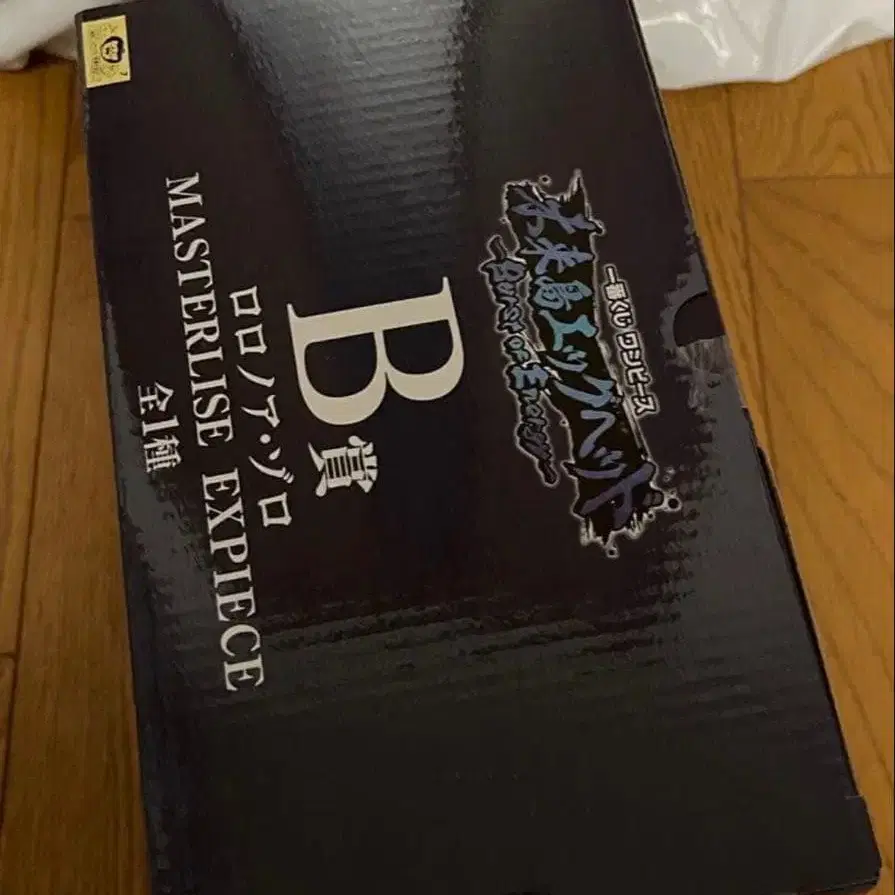 一番くじ ワンピース
未来島エッグヘッド
~Burst of Energy~
B賞
ロロノア・ゾロ
MASTERLISE EXPIECE
全1種